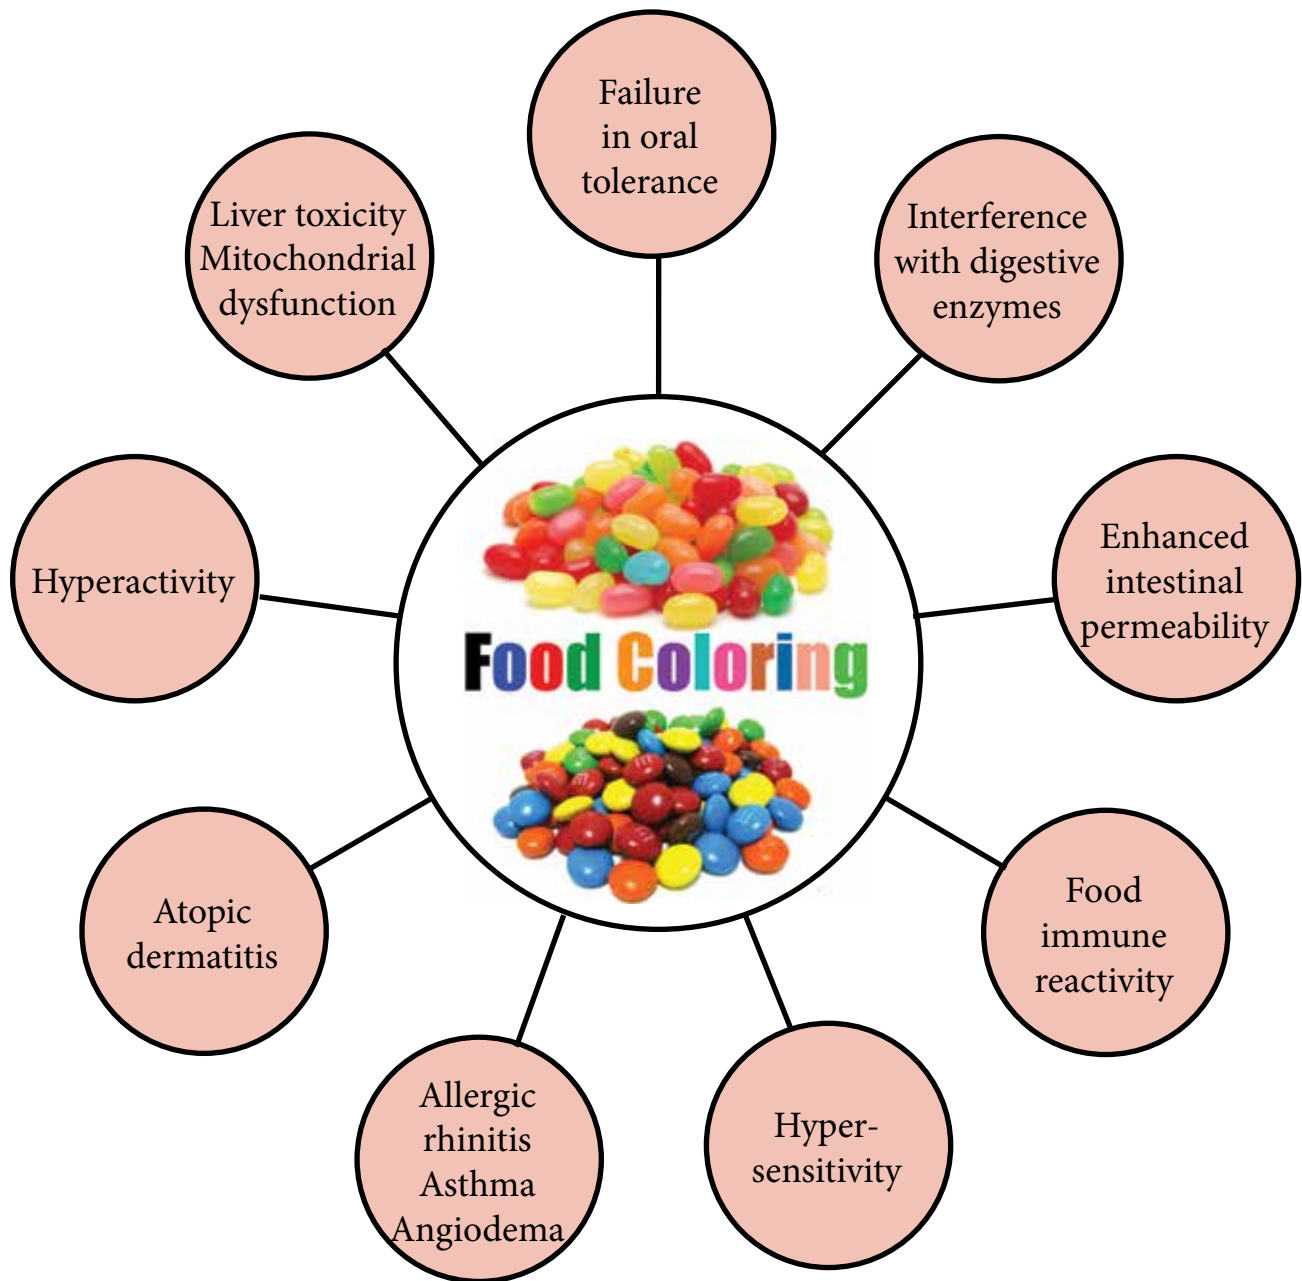 Failure
in oral
tolerance
Interference
with digestive
enzymes
Enhanced
intestinal
permeability
Food
immune
reactivity
Hyper-
sensitivity
Allergic
rhinitis
Asthma
Angiodema
Atopic
dermatitis
Hyperactivity
Liver toxicity
Mitochondrial
dysfunction
Food Coloring